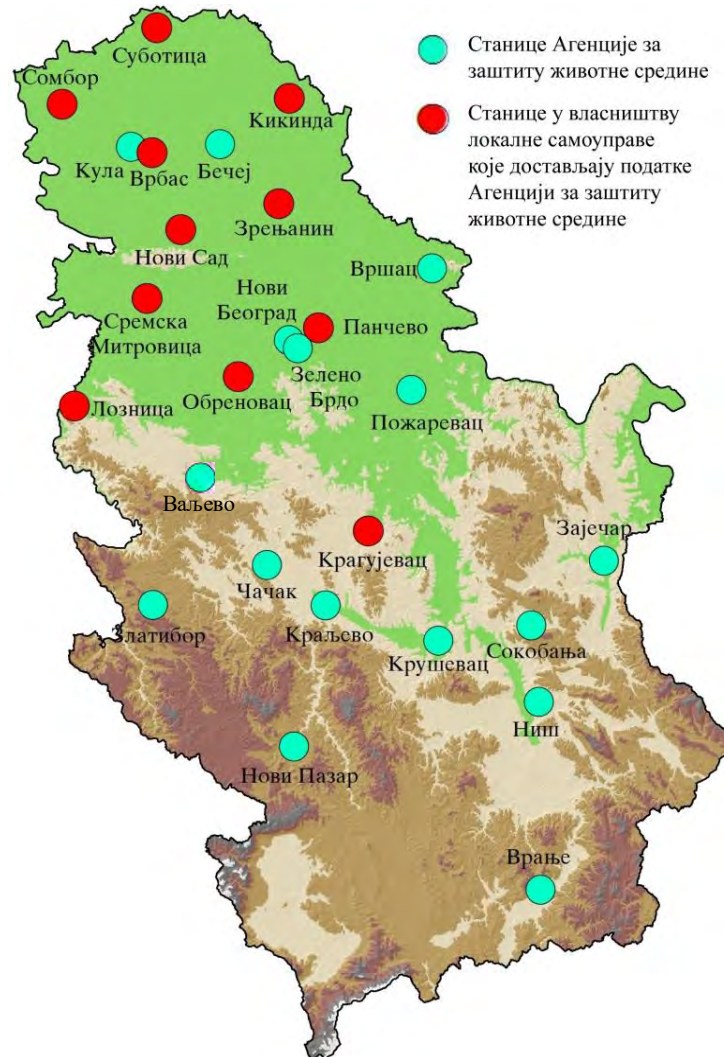 Суботица
Станице Агенције за
заштиту животне средине
Сомбор
Кикинда
Станице у власништву
локалне самоуправе
које достављају податке
Агенцији за заштиту
животне средине
Кула
Врбас
Бечеј
Зрењанин
Нови Сад
Вршац
Нови
Београд
Панчево
Сремска
Митровица
Зелено
Брдо
Обреновац
Пожаревац
Лозница
Ваљево
Крагујевац
Зајечар
Чачак
Златибор
Краљево
Крушевац
Сокобања
Ниш
Нови Пазар
Врање